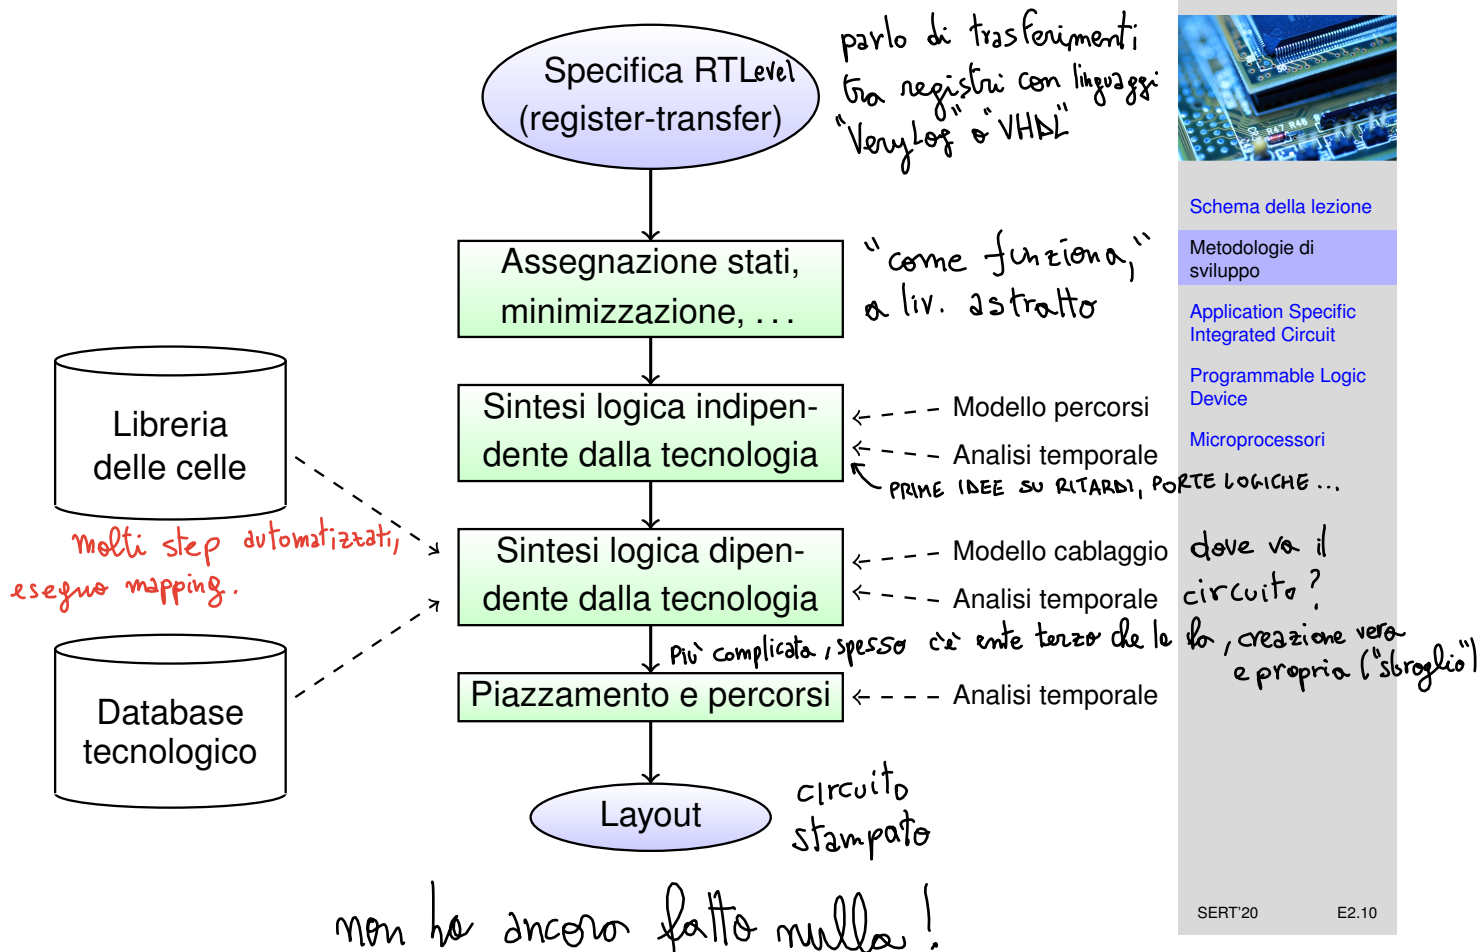 Specifica RTLevel
(register-transfer)
parlo di trasferimenti
tra registri con linguaggi
"VeryLog" o "VHDL"
Assegnazione stati,
minimizzazione, ...
"come funziona,"
a liv. astratto
Libreria
delle celle
Sintesi logica indipen-
dente dalla tecnologia
Modello percorsi
Analisi temporale
PRIME IDEE SU RITARDI, PORTE LOGICHE ...
molti step automatizzati,
eseguo mapping.
Sintesi logica dipen-
dente dalla tecnologia
Modello cablaggio
Analisi temporale
dove va il
circuito?
Più complicata, spesso c'è ente terzo che lo fa, creazione vera
e propria ("sbroglio")
Database
tecnologico
Piazzamento e percorsi
Analisi temporale
Layout
circuito
stampato
non ho ancora fatto nulla!
R47 R46
Schema della lezione
Metodologie di
sviluppo
Application Specific
Integrated Circuit
Programmable Logic
Device
Microprocessori
SERT'20 E2.10